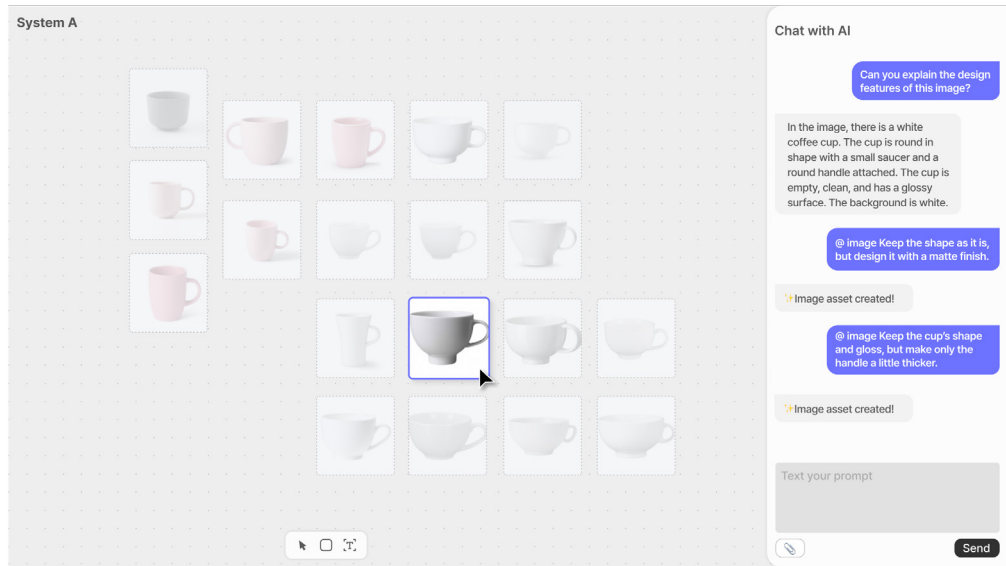 System A
Chat with AI
Can you explain the design
features of this image?
In the image, there is a white
coffee cup. The cup is round in
shape with a small saucer and a
round handle attached. The cup is
empty, clean, and has a glossy
surface. The background is white.
@ image Keep the shape as it is,
but design it with a matte finish.
✨Image asset created!
@ image Keep the cup's shape
and gloss, but make only the
handle a little thicker.
✨Image asset created!
Text your prompt
Send